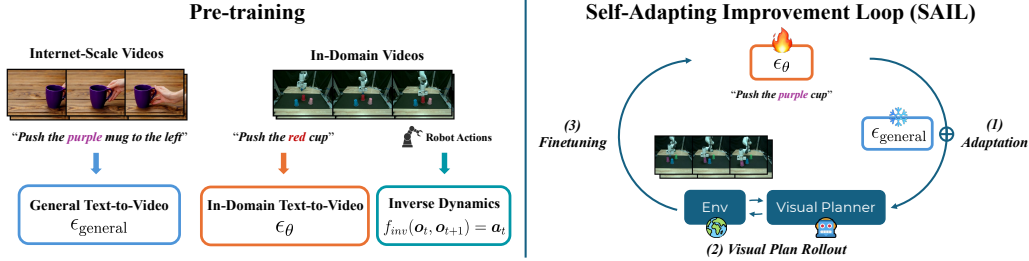 Pre-training
Internet-Scale Videos
In-Domain Videos
“Push the purple mug to the left”
“Push the red cup”
Robot Actions
General Text-to-Video
ϵgeneral
In-Domain Text-to-Video
ϵθ
Inverse Dynamics
finv(ot, ot+1) = at
Self-Adapting Improvement Loop (SAIL)
ϵθ
“Push the purple cup”
(3)
Finetuning
ϵgeneral
(1)
Adaptation
Env
Visual Planner
(2) Visual Plan Rollout